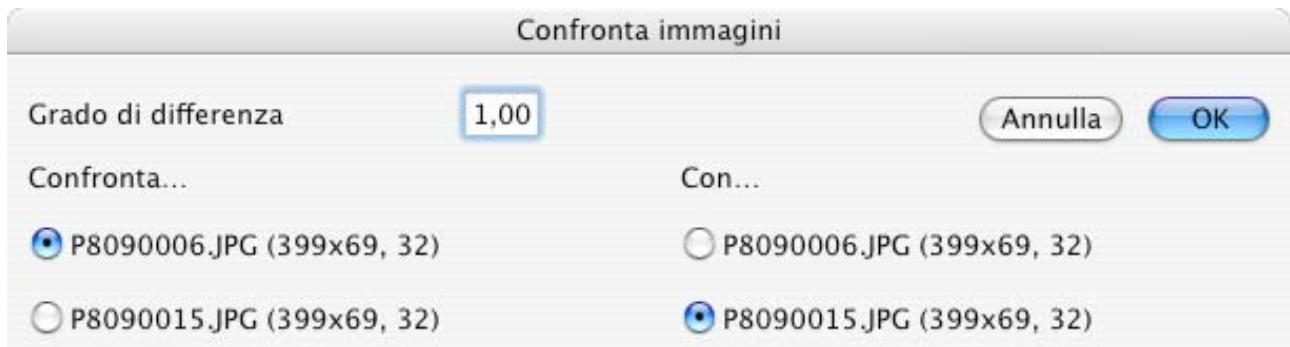 Confronta immagini
Grado di differenza 1,00 Annulla OK
Confronta... Con...
P8090006.JPG (399x69, 32) P8090006.JPG (399x69, 32)
P8090015.JPG (399x69, 32) P8090015.JPG (399x69, 32)